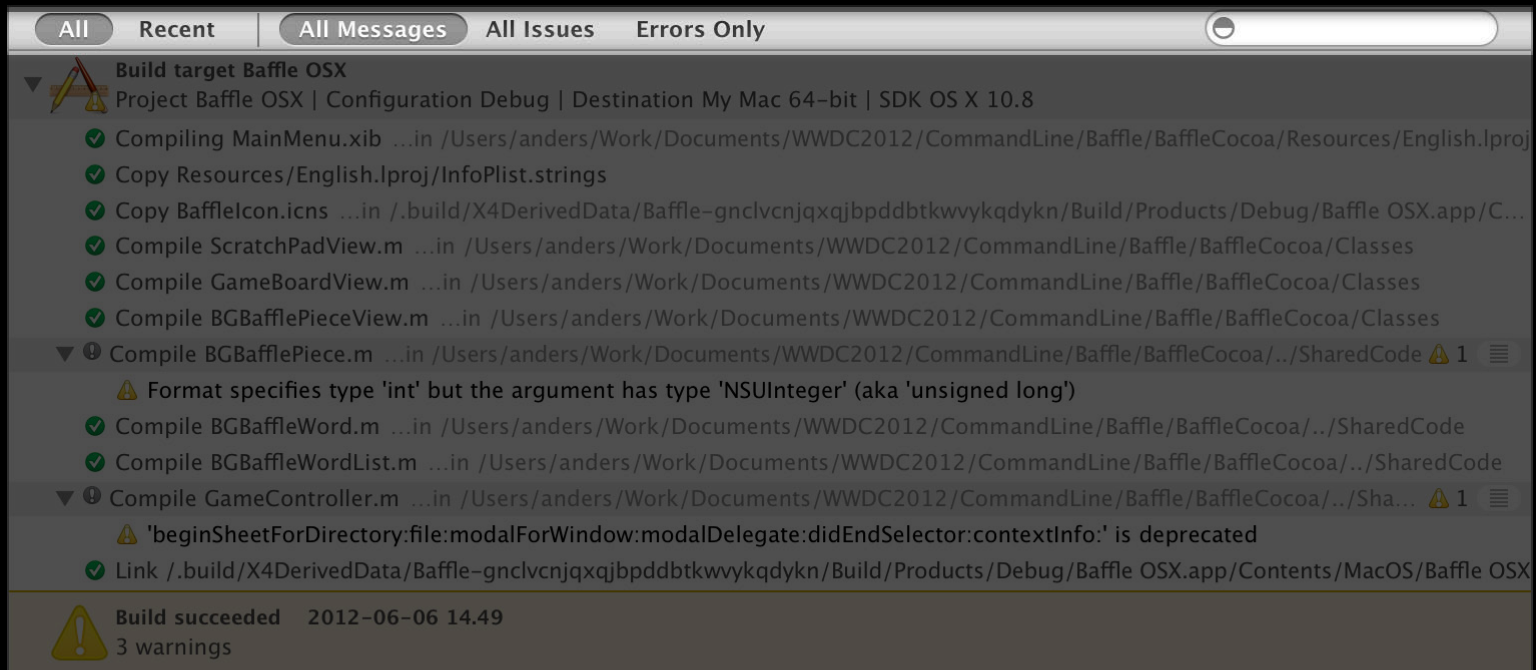 All Recent All Messages All Issues Errors Only
Build target Baffle OSX
Project Baffle OSX | Configuration Debug | Destination My Mac 64-bit | SDK OS X 10.8
Compiling MainMenu.xib ...in /Users/anders/Work/Documents/WWDC2012/CommandLine/Baffle/BaffleCocoa/Resources/English.lproj
Copy Resources/English.lproj/InfoPlist.strings
Copy BaffleIcon.icns ...in /.build/X4DerivedData/Baffle-gnclvcnjqxqjbpddbtkwvykqdykn/Build/Products/Debug/Baffle OSX.app/C...
Compile ScratchPadView.m ...in /Users/anders/Work/Documents/WWDC2012/CommandLine/Baffle/BaffleCocoa/Classes
Compile GameBoardView.m ...in /Users/anders/Work/Documents/WWDC2012/CommandLine/Baffle/BaffleCocoa/Classes
Compile BGBafflePieceView.m ...in /Users/anders/Work/Documents/WWDC2012/CommandLine/Baffle/BaffleCocoa/Classes
Compile BGBafflePiece.m ...in /Users/anders/Work/Documents/WWDC2012/CommandLine/Baffle/BaffleCocoa/../SharedCode 1
Format specifies type 'int' but the argument has type 'NSUInteger' (aka 'unsigned long')
Compile BGBaffleWord.m ...in /Users/anders/Work/Documents/WWDC2012/CommandLine/Baffle/BaffleCocoa/../SharedCode
Compile BGBaffleWordList.m ...in /Users/anders/Work/Documents/WWDC2012/CommandLine/Baffle/BaffleCocoa/../SharedCode
Compile GameController.m ...in /Users/anders/Work/Documents/WWDC2012/CommandLine/Baffle/BaffleCocoa/../Sha... 1
'beginSheetForDirectory:file:modalForWindow:modalDelegate:didEndSelector:contextInfo:' is deprecated
Link /.build/X4DerivedData/Baffle-gnclvcnjqxqjbpddbtkwvykqdykn/Build/Products/Debug/Baffle OSX.app/Contents/MacOS/Baffle OSX
Build succeeded 2012-06-06 14.49
3 warnings